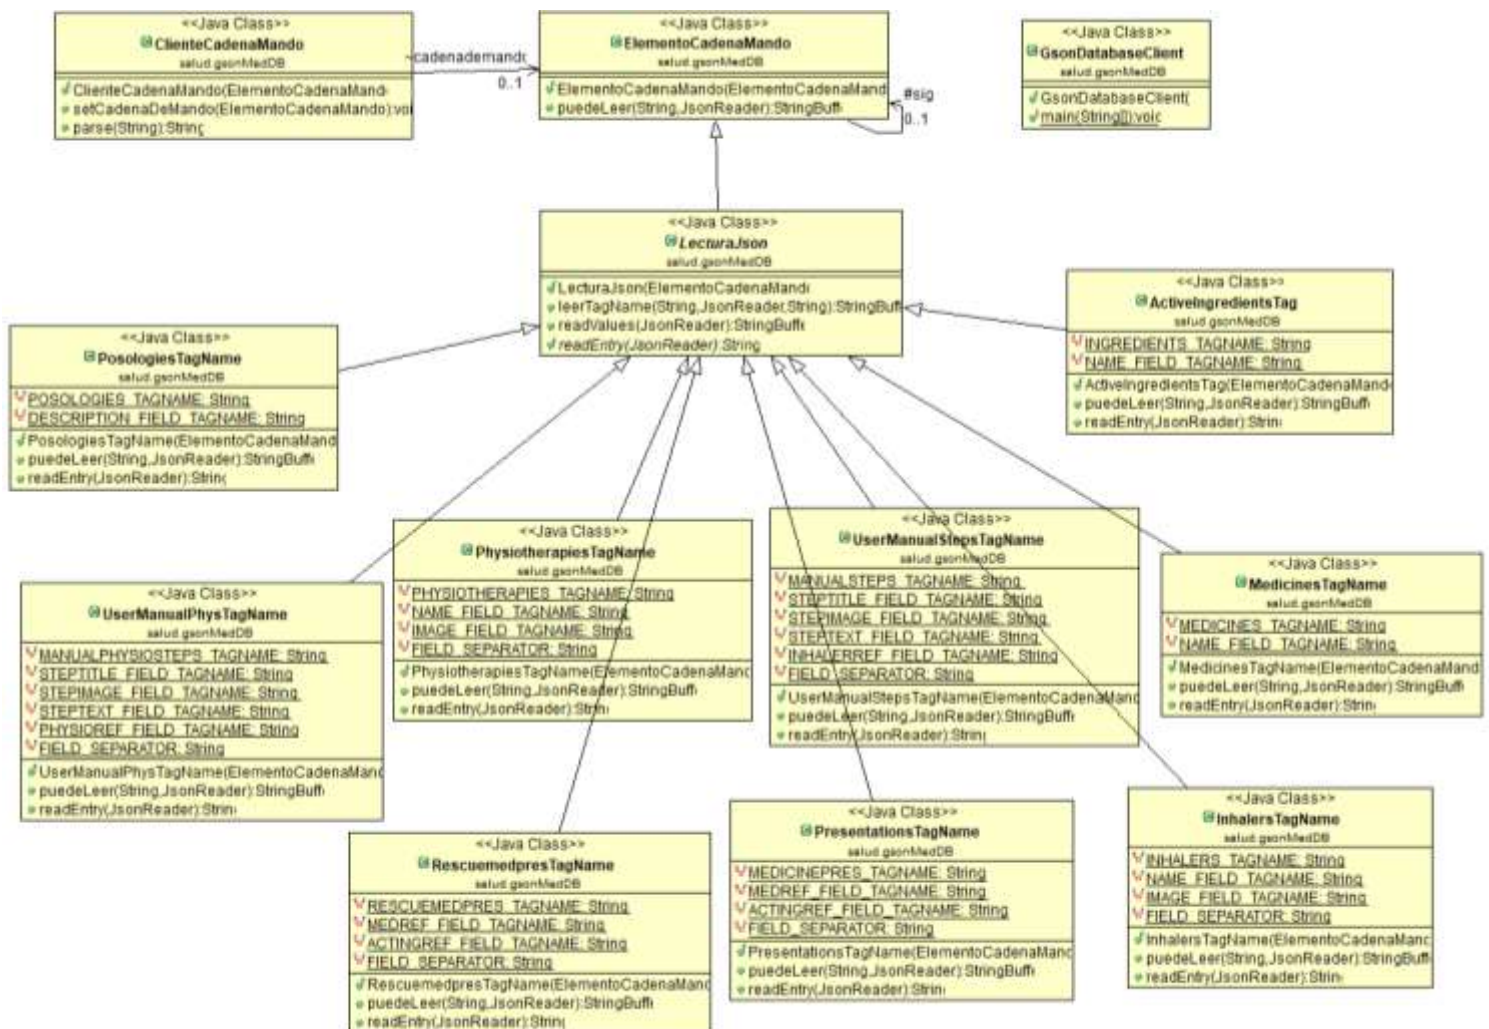 <<Java Class>>
ClienteCadenaMando
salud.gsonMedDB
ClienteCadenaMando(ElementoCadenaMand
setCadenaDeMando(ElementoCadenaMando):voi
parse(String):String
~cadenademando
0..1
<<Java Class>>
ElementoCadenaMando
salud.gsonMedDB
ElementoCadenaMando(ElementoCadenaMand
puedeLeer(String,JsonReader):StringBuff
#sig
0..1
<<Java Class>>
GsonDatabaseClient
salud.gsonMedDB
GsonDatabaseClient(
main(String[]):void
<<Java Class>>
LecturaJson
salud.gsonMedDB
LecturaJson(ElementoCadenaMand
leerTagName(String,JsonReader,String):StringBuff
readValues(JsonReader):StringBuff
readEntry(JsonReader):String
<<Java Class>>
ActiveIngredientsTag
salud.gsonMedDB
INGREDIENTS_TAGNAME: String
NAME_FIELD_TAGNAME: String
ActiveIngredientsTag(ElementoCadenaMand
puedeLeer(String,JsonReader):StringBuff
readEntry(JsonReader):Strin
<<Java Class>>
PosologiesTagName
salud.gsonMedDB
POSOLOGIES_TAGNAME: String
DESCRIPTION_FIELD_TAGNAME: String
PosologiesTagName(ElementoCadenaMand
puedeLeer(String,JsonReader):StringBuff
readEntry(JsonReader):Strin
<<Java Class>>
PhysiotherapiesTagName
salud.gsonMedDB
PHYSIOTHERAPIES_TAGNAME: String
NAME_FIELD_TAGNAME: String
IMAGE_FIELD_TAGNAME: String
FIELD_SEPARATOR: String
PhysiotherapiesTagName(ElementoCadenaMand
puedeLeer(String,JsonReader):StringBuff
readEntry(JsonReader):Strin
<<Java Class>>
UserManualStepsTagName
salud.gsonMedDB
MANUALSTEPS_TAGNAME: String
STEPTITLE_FIELD_TAGNAME: String
STEPIMAGE_FIELD_TAGNAME: String
STEPTEXT_FIELD_TAGNAME: String
INHALERREF_FIELD_TAGNAME: String
FIELD_SEPARATOR: String
UserManualStepsTagName(ElementoCadenaMand
puedeLeer(String,JsonReader):StringBuff
readEntry(JsonReader):Strin
<<Java Class>>
MedicinesTagName
salud.gsonMedDB
MEDICINES_TAGNAME: String
NAME_FIELD_TAGNAME: String
MedicinesTagName(ElementoCadenaMand
puedeLeer(String,JsonReader):StringBuff
readEntry(JsonReader):Strin
<<Java Class>>
UserManualPhysTagName
salud.gsonMedDB
MANUALPHYSIOSTEPS_TAGNAME: String
STEPTITLE_FIELD_TAGNAME: String
STEPIMAGE_FIELD_TAGNAME: String
STEPTEXT_FIELD_TAGNAME: String
PHYSIOREF_FIELD_TAGNAME: String
FIELD_SEPARATOR: String
UserManualPhysTagName(ElementoCadenaMand
puedeLeer(String,JsonReader):StringBuff
readEntry(JsonReader):Strin
<<Java Class>>
RescuemedpresTagName
salud.gsonMedDB
RESCUEMEDPRES_TAGNAME: String
MEDREF_FIELD_TAGNAME: String
ACTINGREF_FIELD_TAGNAME: String
FIELD_SEPARATOR: String
RescuemedpresTagName(ElementoCadenaMand
puedeLeer(String,JsonReader):StringBuff
readEntry(JsonReader):Strin
<<Java Class>>
PresentationsTagName
salud.gsonMedDB
MEDICINEPRES_TAGNAME: String
MEDREF_FIELD_TAGNAME: String
ACTINGREF_FIELD_TAGNAME: String
FIELD_SEPARATOR: String
PresentationsTagName(ElementoCadenaMand
puedeLeer(String,JsonReader):StringBuff
readEntry(JsonReader):Strin
<<Java Class>>
InhalersTagName
salud.gsonMedDB
INHALERS_TAGNAME: String
NAME_FIELD_TAGNAME: String
IMAGE_FIELD_TAGNAME: String
FIELD_SEPARATOR: String
InhalersTagName(ElementoCadenaMand
puedeLeer(String,JsonReader):StringBuff
readEntry(JsonReader):Strin